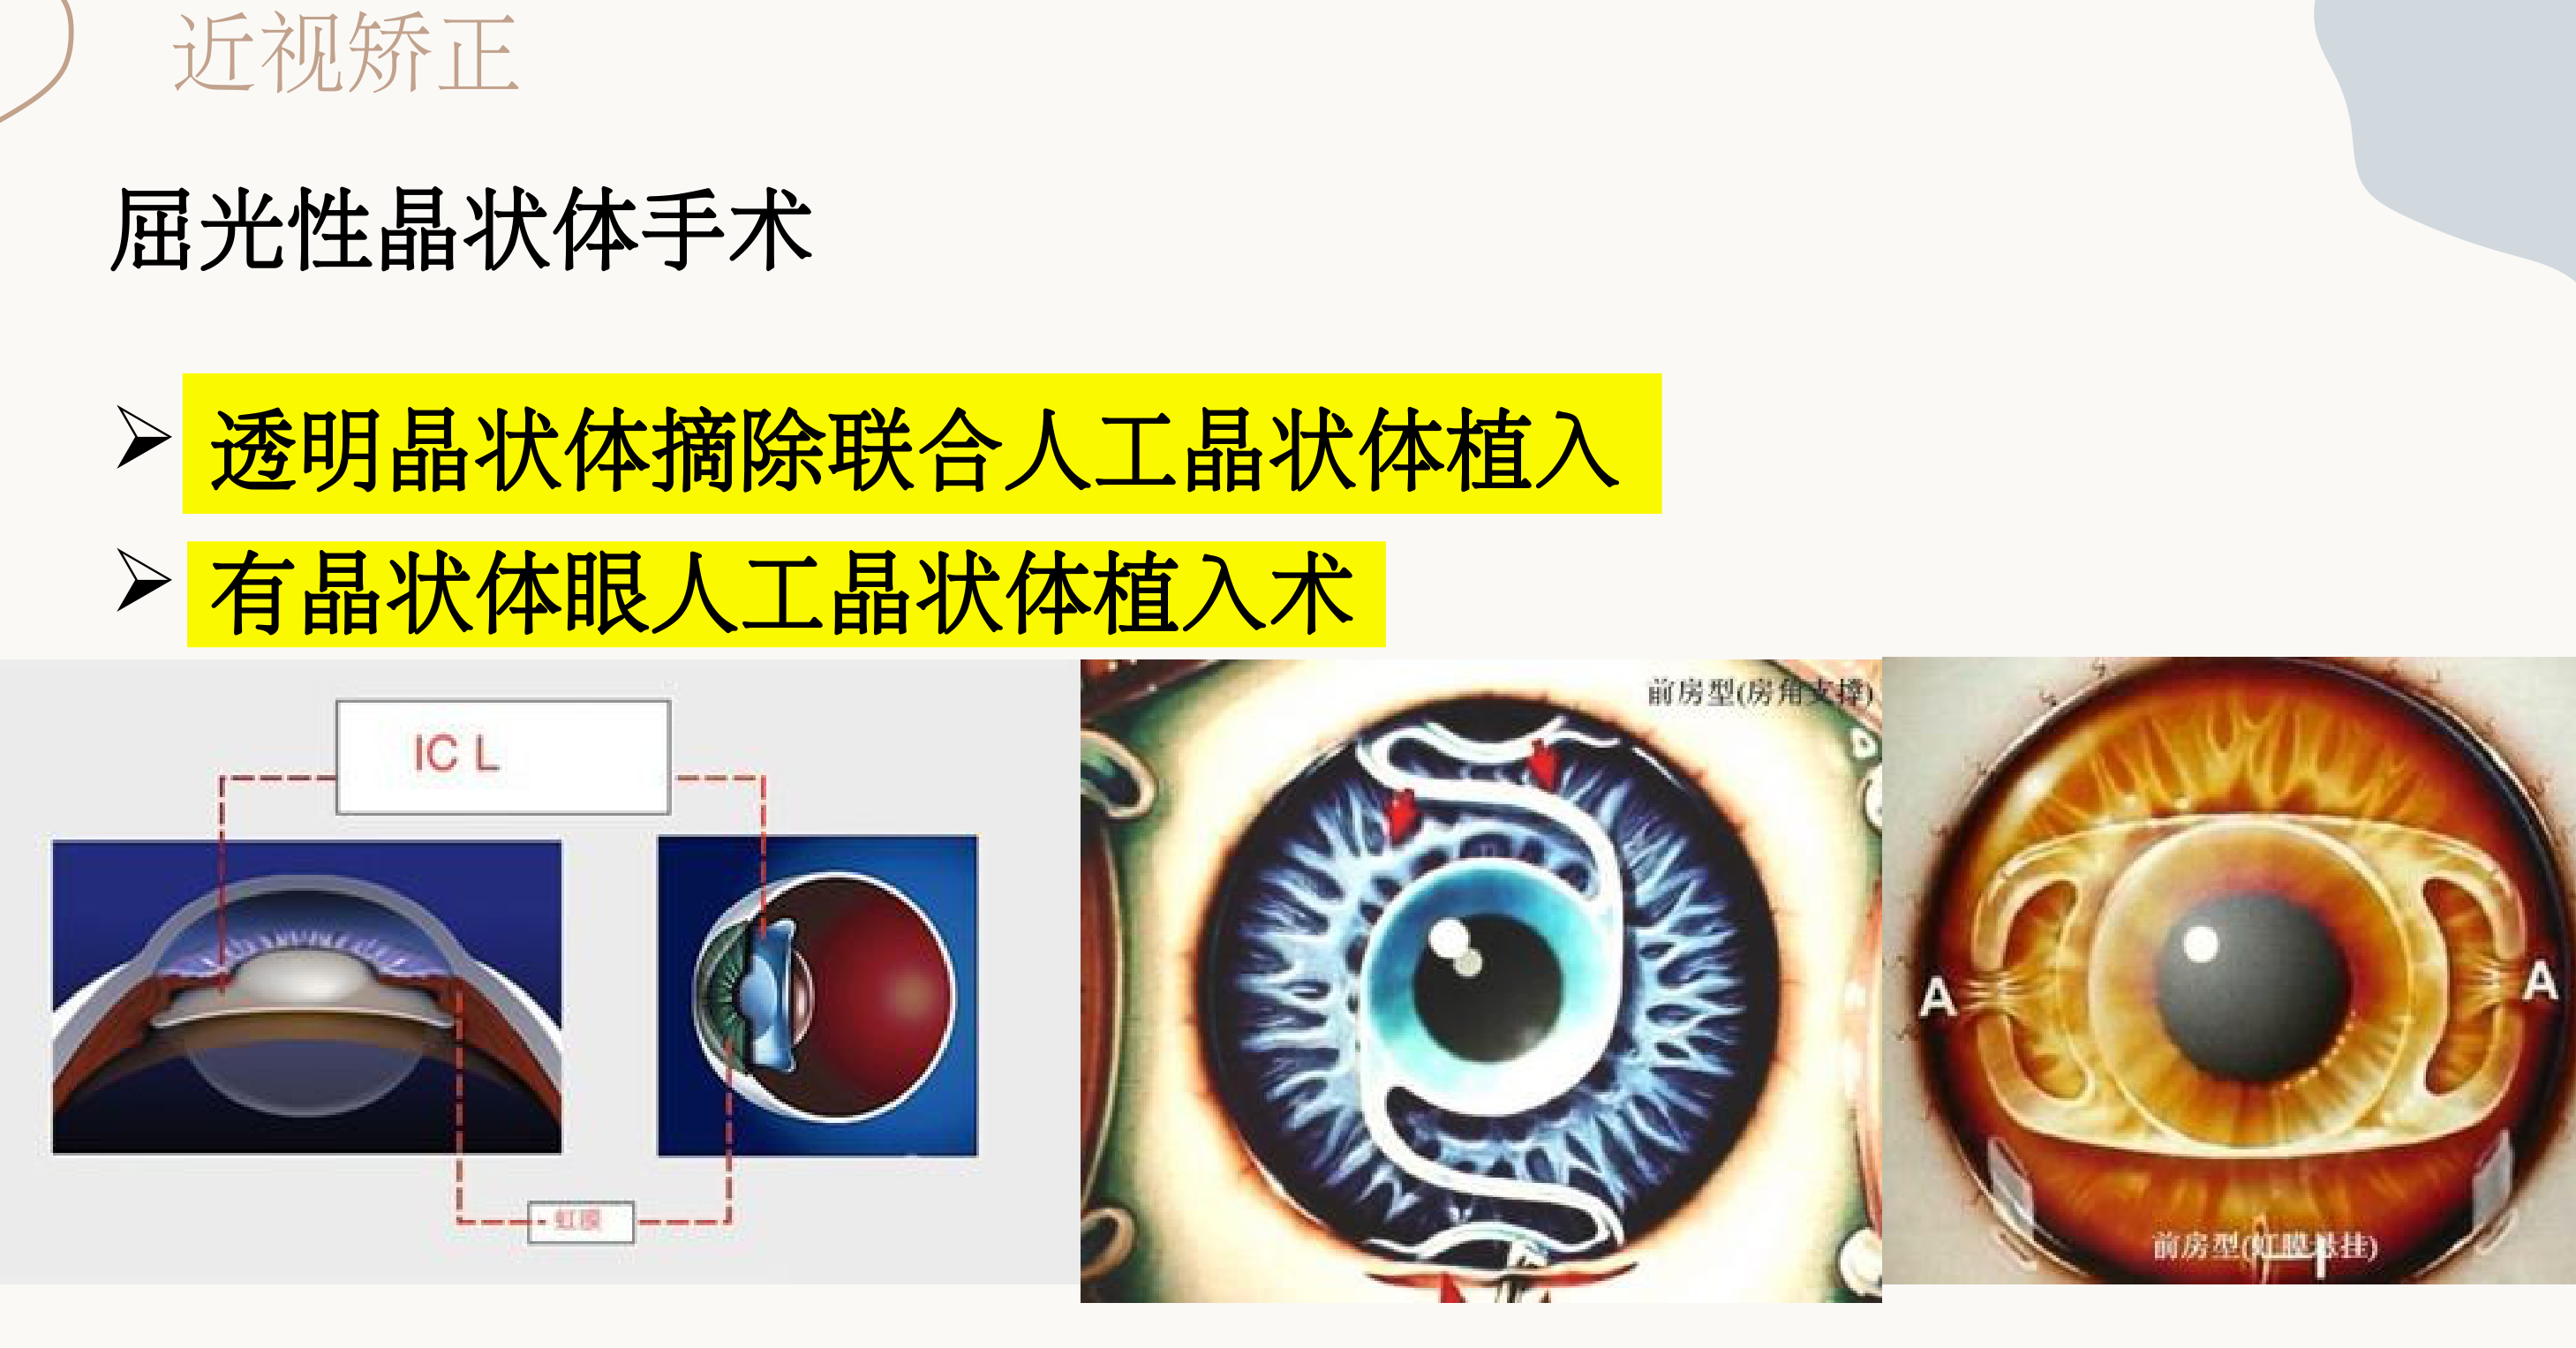 近视矫正
屈光性晶状体手术
透明晶状体摘除联合人工晶状体植入
有晶状体眼人工晶状体植入术
IC L
虹膜
前房型(房角支撑)
A
A
前房型(虹膜悬挂)